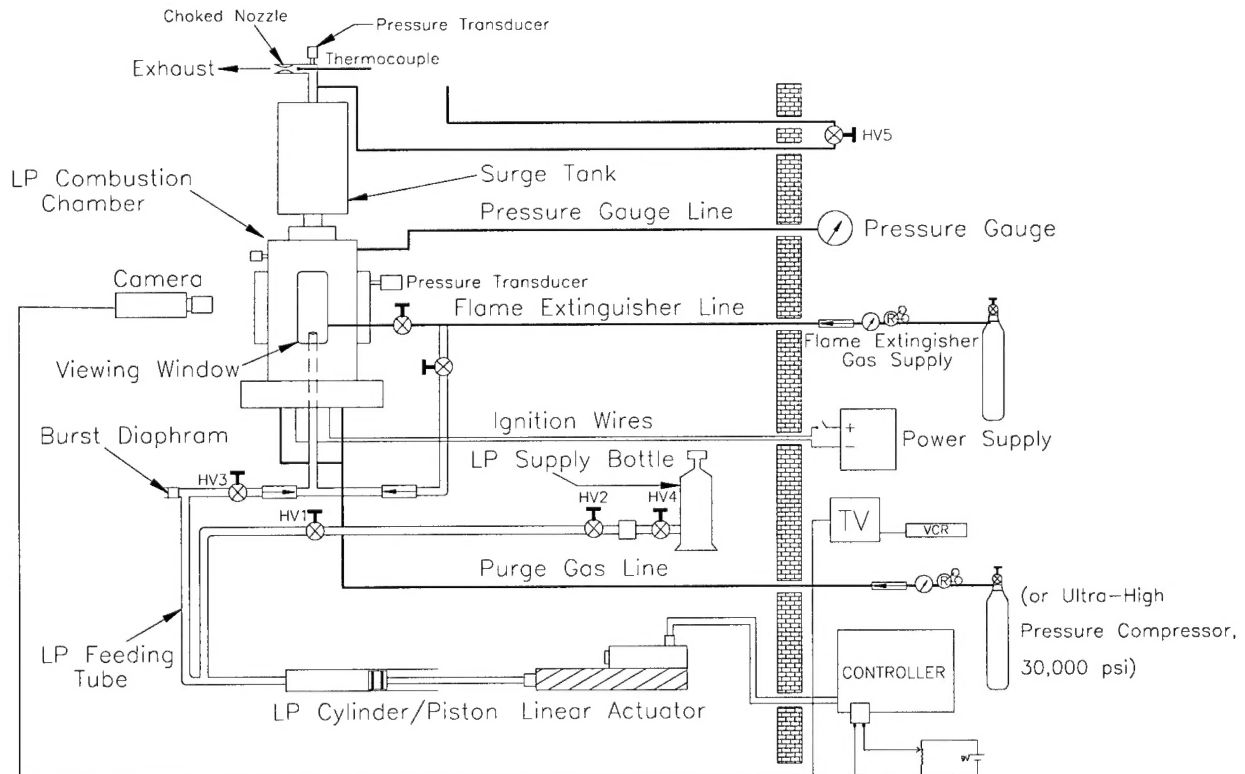 Choked Nozzle
Pressure Transducer
Thermocouple
Exhaust
HV5
LP Combustion
Chamber
Surge Tank
Pressure Gauge Line
Pressure Gauge
Camera
Pressure Transducer
Flame Extinguisher Line
R
Flame Extingisher
Gas Supply
Viewing Window
Ignition Wires
+
−
Power Supply
Burst Diaphram
LP Supply Bottle
HV3
HV1
HV2
HV4
TV
VCR
Purge Gas Line
R
(or Ultra-High
Pressure Compressor,
30,000 psi)
LP Feeding
Tube
CONTROLLER
LP Cylinder/Piston
Linear Actuator
9V